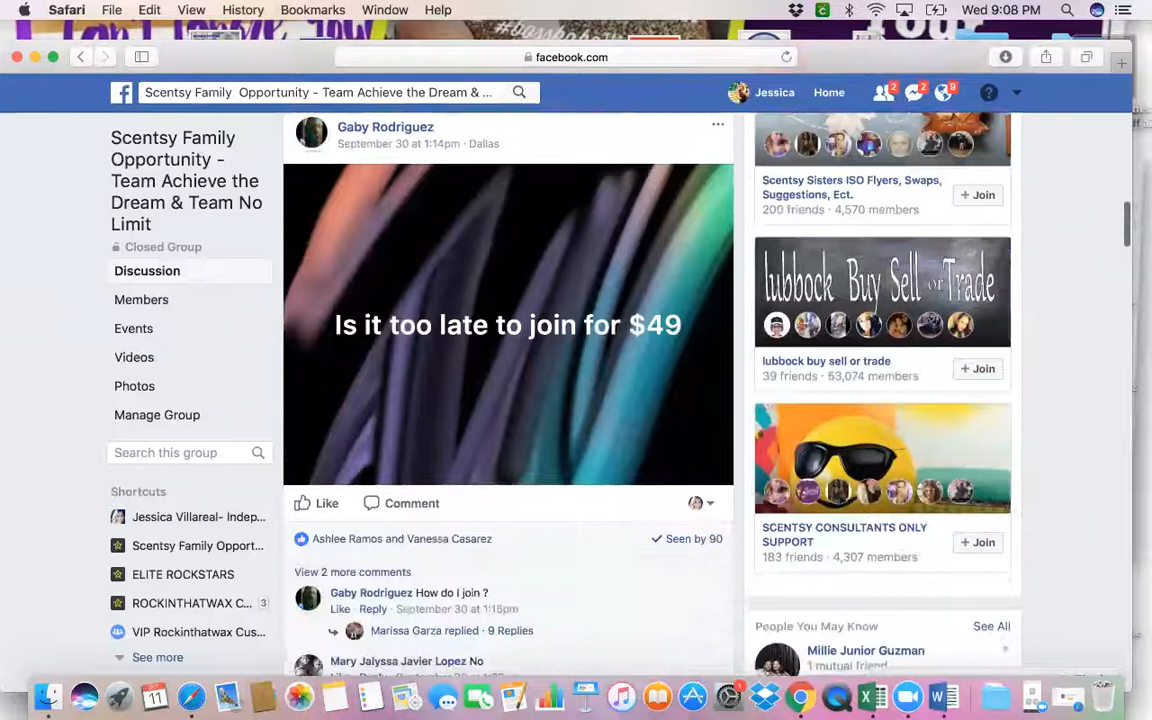 Safari File Edit View History Bookmarks Window Help
Wed 9:08 PM
facebook.com
Scentsy Family Opportunity - Team Achieve the Dream & ...
Jessica Home 2 2 9
Scentsy Family
Opportunity -
Team Achieve the
Dream & Team No
Limit
Closed Group
Discussion
Members
Events
Videos
Photos
Manage Group
Search this group
Shortcuts
Jessica Villareal- Indep...
Scentsy Family Opport...
ELITE ROCKSTARS
ROCKINTHATWAX C... 3
VIP Rockinthatwax Cus...
See more
Gaby Rodriguez
September 30 at 1:14pm · Dallas
Is it too late to join for $49
Like Comment
Ashlee Ramos and Vanessa Casarez
Seen by 90
View 2 more comments
Gaby Rodriguez How do i join ?
Like · Reply · September 30 at 1:15pm
Marissa Garza replied · 9 Replies
Mary Jalyssa Javier Lopez No
Scentsy Sisters ISO Flyers, Swaps,
Suggestions, Ect.
200 friends · 4,570 members
+ Join
lubbock Buy Sell or Trade
lubbock buy sell or trade
39 friends · 53,074 members
+ Join
SCENTSY CONSULTANTS ONLY
SUPPORT
183 friends · 4,307 members
+ Join
People You May Know See All
Millie Junior Guzman
1 mutual friend
OCT
11
1